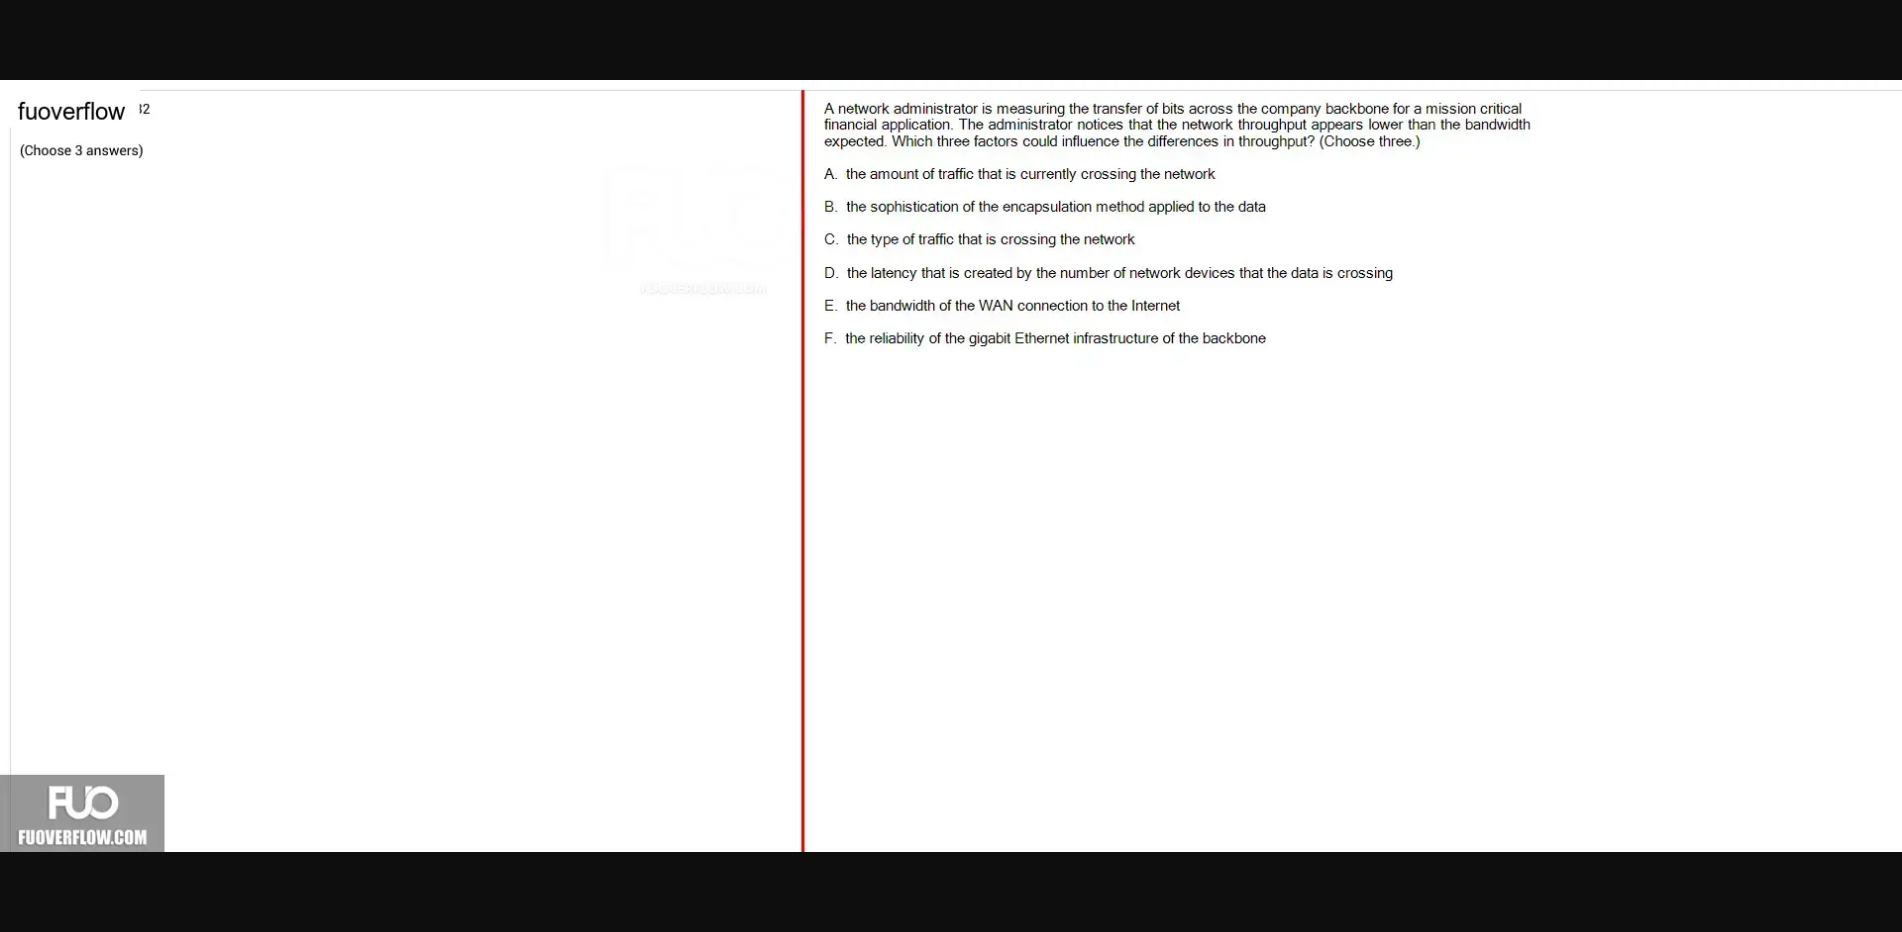 fuoverflow
32
(Choose 3 answers)
A network administrator is measuring the transfer of bits across the company backbone for a mission critical
financial application. The administrator notices that the network throughput appears lower than the bandwidth
expected. Which three factors could influence the differences in throughput? (Choose three.)
A. the amount of traffic that is currently crossing the network
B. the sophistication of the encapsulation method applied to the data
C. the type of traffic that is crossing the network
D. the latency that is created by the number of network devices that the data is crossing
E. the bandwidth of the WAN connection to the Internet
F. the reliability of the gigabit Ethernet infrastructure of the backbone
FUO
FUOVERFLOW.COM
FUO
FUOVERFLOW.COM